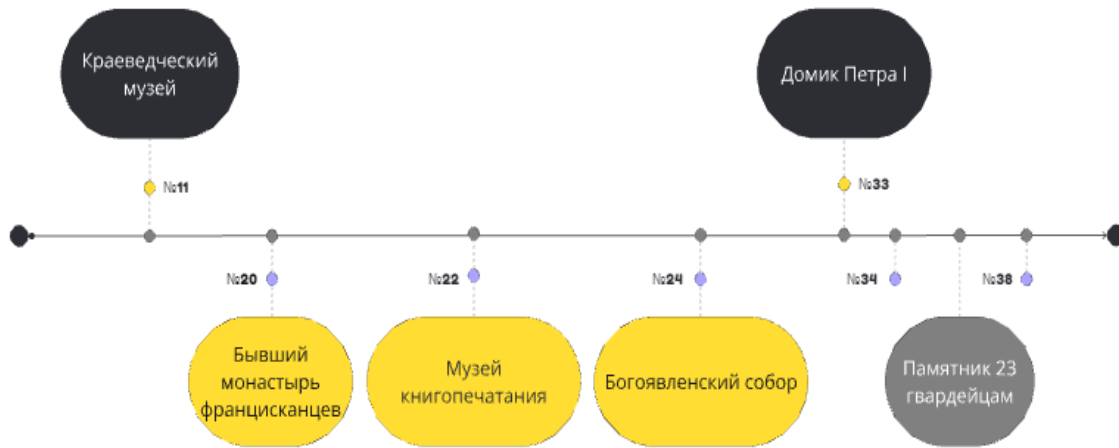 Краеведческий
музей
Домик Петра I
№11
№33
№20
№22
№24
№34
№38
Бывший
монастырь
францисканцев
Музей
книгопечатания
Богоявленский собор
Памятник 23
гвардейцам